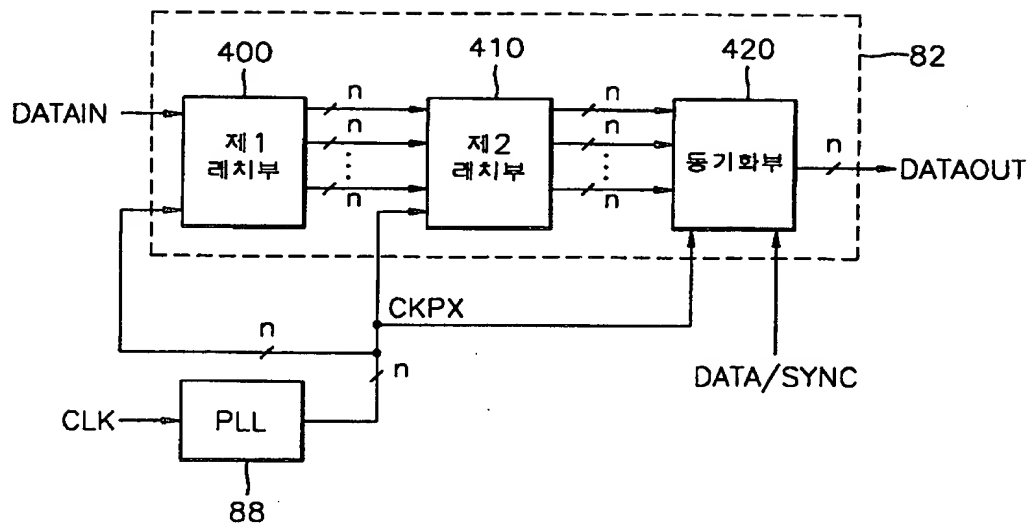 400
410
420
82
DATAIN
제1
래치부
n
n
n
제2
래치부
n
n
n
동기화부
n
DATAOUT
CKPX
n
n
DATA/SYNC
CLK
PLL
88